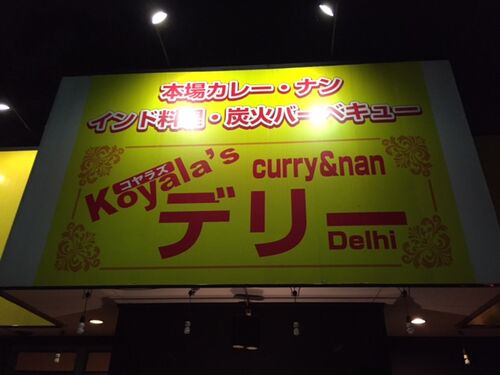 本場カレー・ナン
インド料理・炭火バーベキュー
コヤラズ
Koyala's
curry&nan
デリー
Delhi